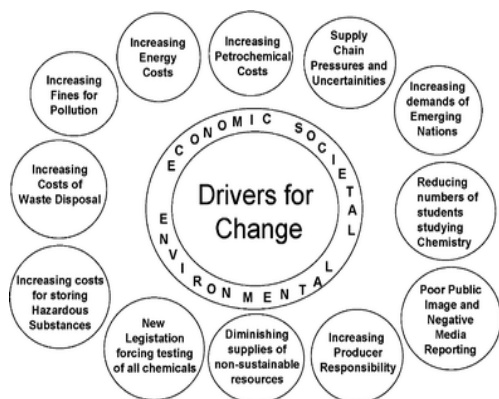 Increasing
Energy
Costs
Increasing
Petrochemical
Costs
Supply
Chain
Pressures and
Uncertainities
Increasing
Fines for
Pollution
Increasing
demands of
Emerging
Nations
ECONOMIC SOCIETAL
Increasing
Costs of
Waste Disposal
Drivers for
Change
Reducing
numbers of
students
studying
Chemistry
ENVIRONMENTAL
Increasing costs
for storing
Hazardous
Substances
Poor Public
Image and
Negative
Media
Reporting
New
Legistation
forcing testing
of all chemicals
Diminishing
supplies of
non-sustainable
resources
Increasing
Producer
Responsibility